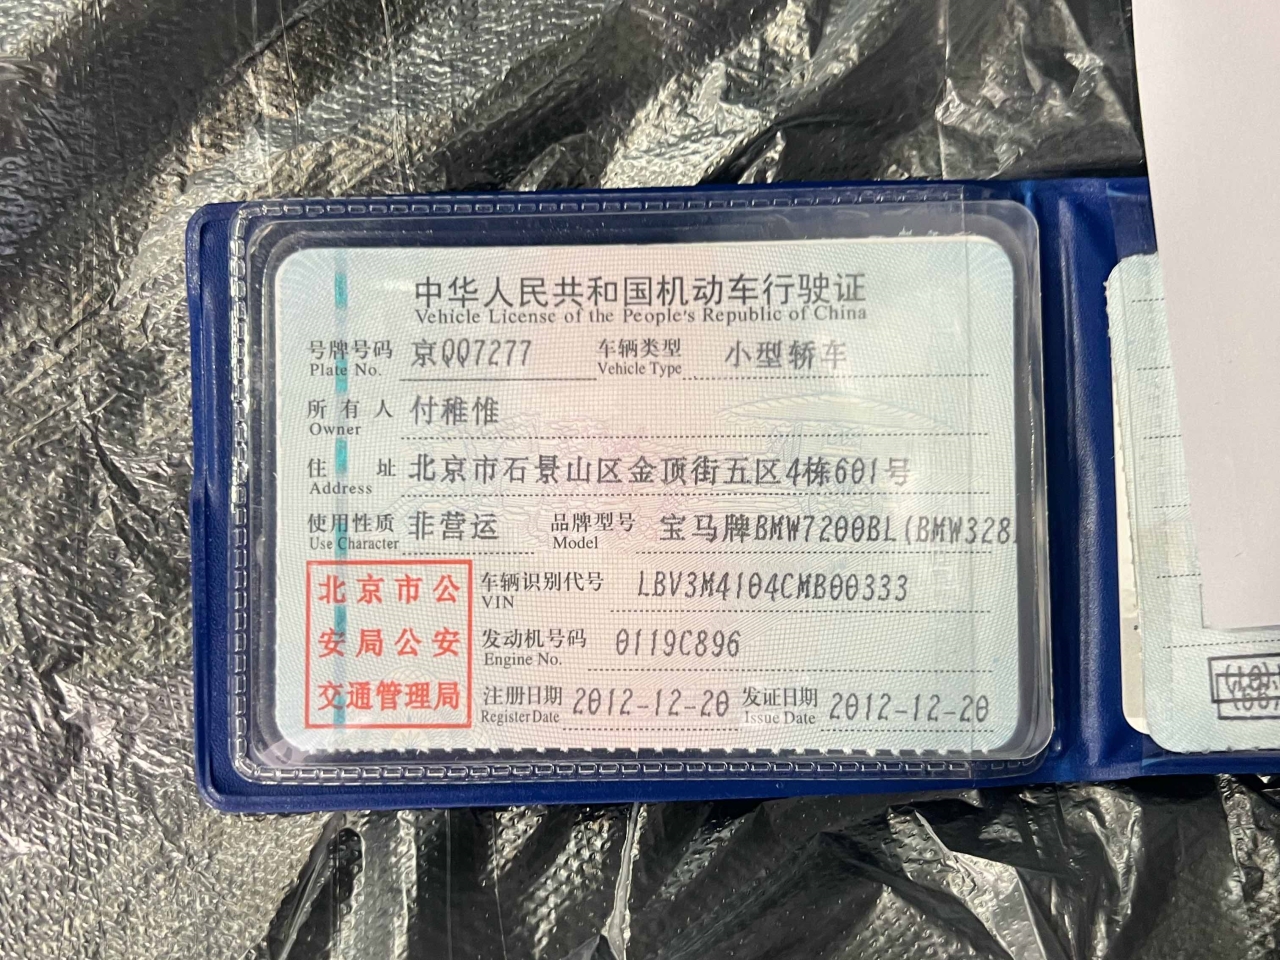 中华人民共和国机动车行驶证
Vehicle License of the People's Republic of China
号牌号码 京QQ7277 车辆类型 小型轿车
Plate No. Vehicle Type
所有人 付稚惟
Owner
住址 北京市石景山区金顶街五区4栋601号
Address
使用性质 非营运 品牌型号 宝马牌BMW7200BL(BMW328
Use Character Model
北京市公
安局公安
交通管理局
车辆识别代号 LBV3M4104CMB00333
VIN
发动机号码 0119C896
Engine No.
注册日期 2012-12-20 发证日期 2012-12-20
Register Date Issue Date